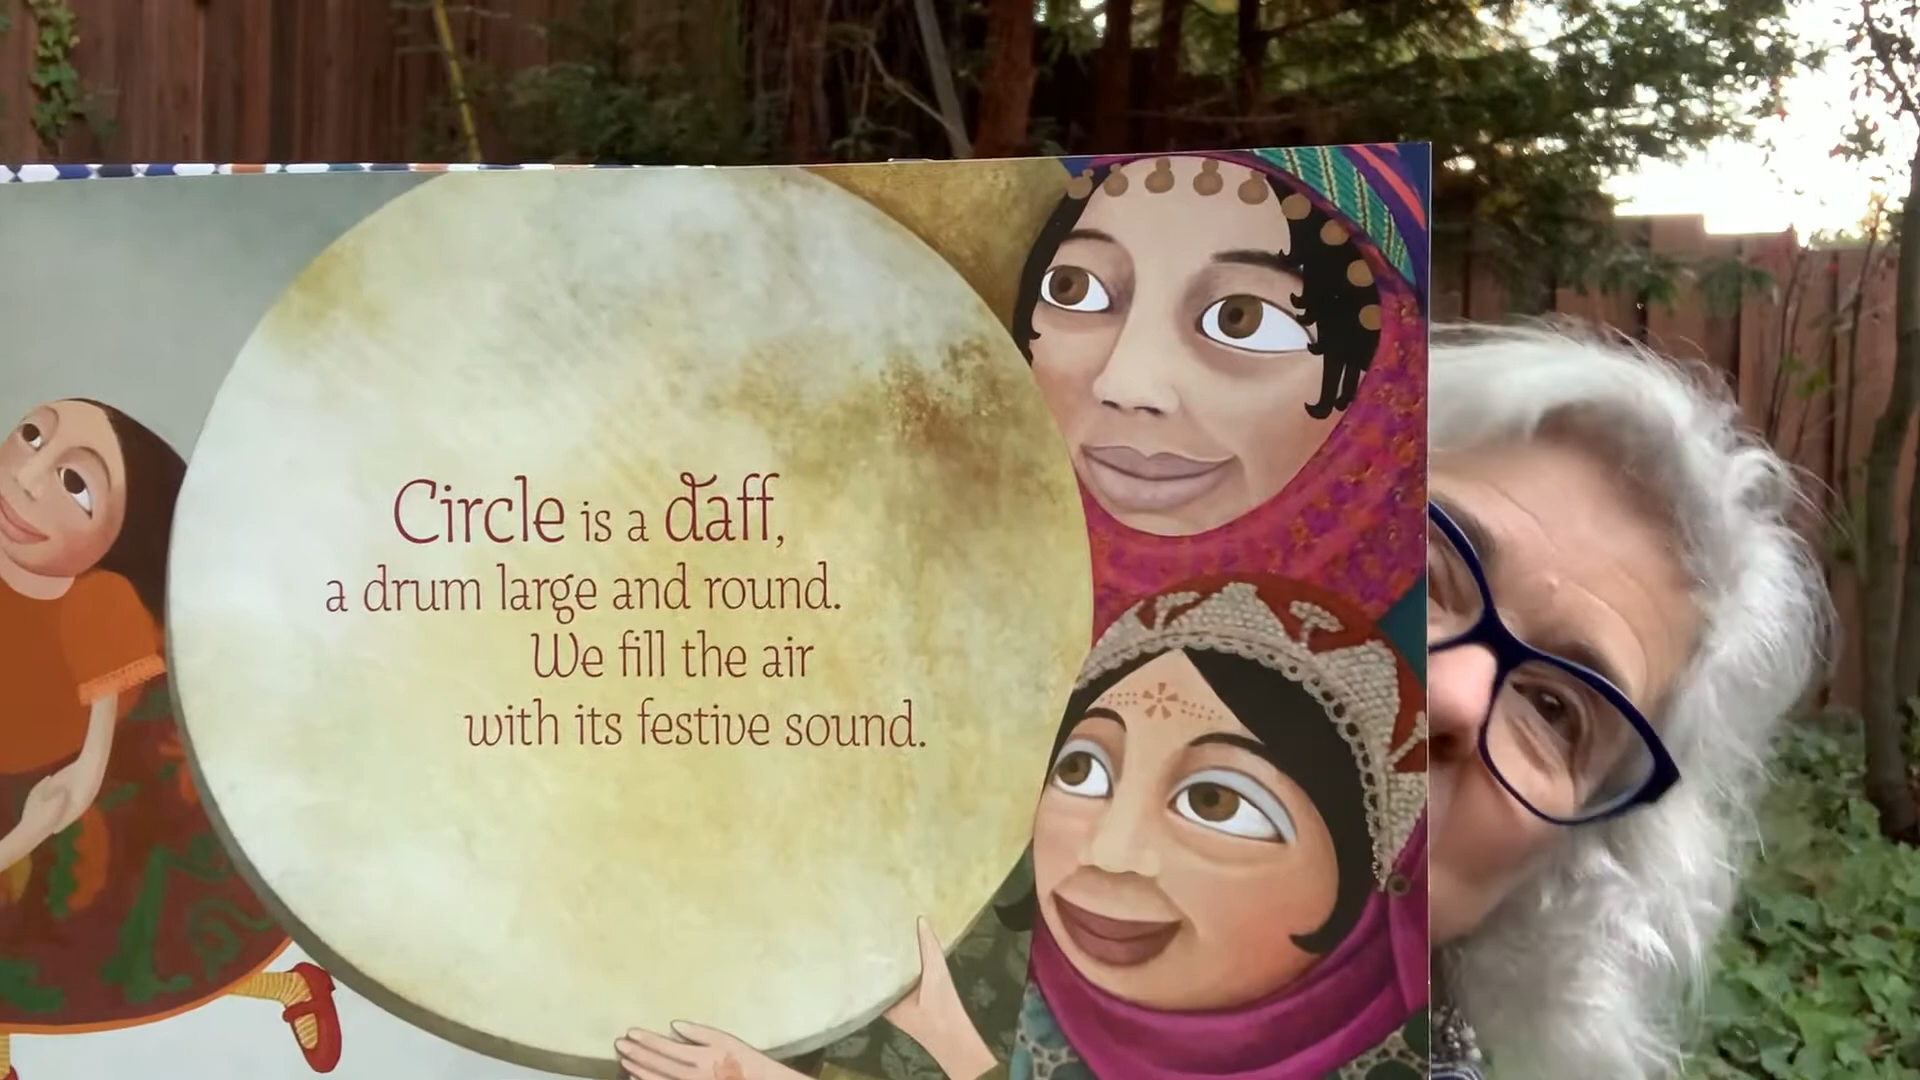 Circle is a daff,
a drum large and round.
We fill the air
with its festive sound.